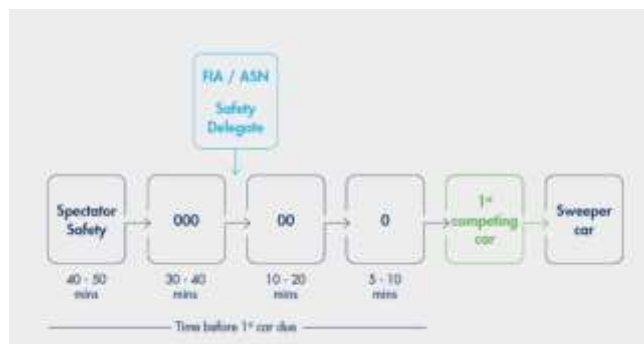 FIA / ASN
Safety
Delegate
Spectator
Safety
000
00
0
1st
competing
car
Sweeper
car
40 - 50
mins
30 - 40
mins
10 - 20
mins
5 - 10
mins
Time before 1st car due